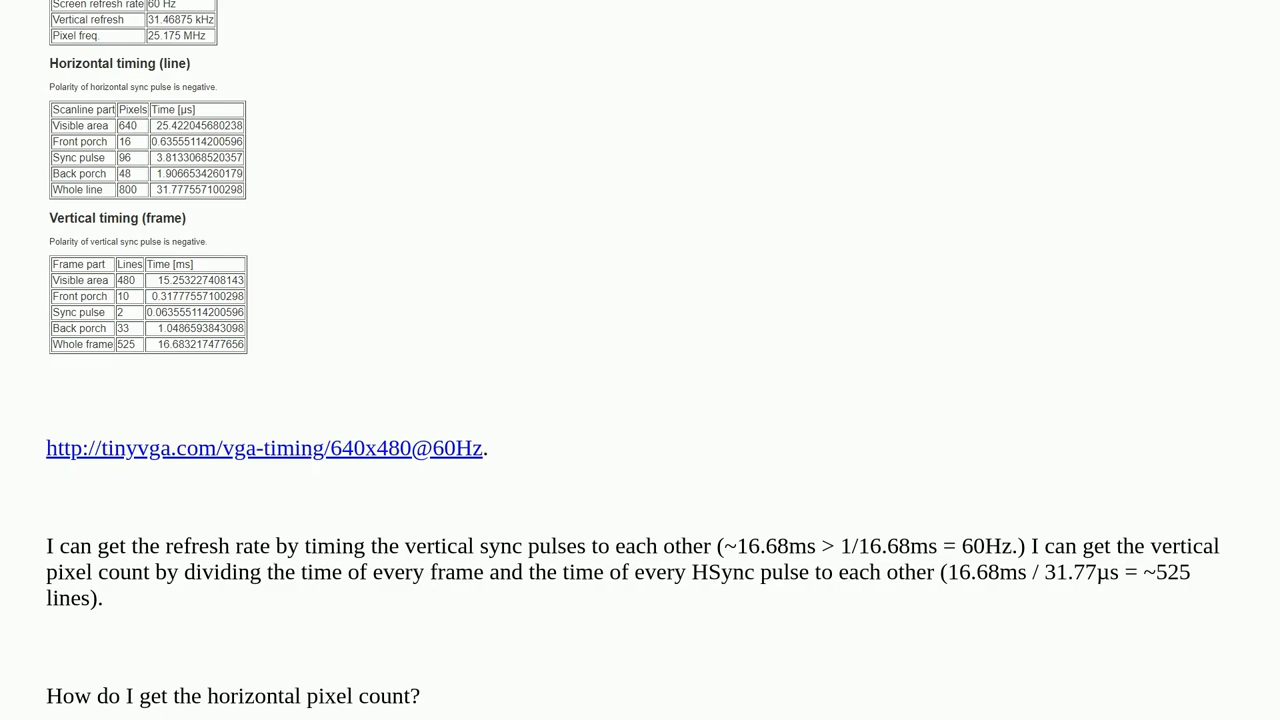 Screen refresh rate 60 Hz
Vertical refresh 31.46875 kHz
Pixel freq. 25.175 MHz
Horizontal timing (line)
Polarity of horizontal sync pulse is negative.
Scanline part Pixels Time [µs]
Visible area 640 25.422045680238
Front porch 16 0.63555114200596
Sync pulse 96 3.8133068520357
Back porch 48 1.9066534260179
Whole line 800 31.777557100298
Vertical timing (frame)
Polarity of vertical sync pulse is negative.
Frame part Lines Time [ms]
Visible area 480 15.253227408143
Front porch 10 0.31777557100298
Sync pulse 2 0.063555114200596
Back porch 33 1.0486593843098
Whole frame 525 16.683217477656
http://tinyvga.com/vga-timing/640x480@60Hz.
I can get the refresh rate by timing the vertical sync pulses to each other (~16.68ms > 1/16.68ms = 60Hz.) I can get the vertical
pixel count by dividing the time of every frame and the time of every HSync pulse to each other (16.68ms / 31.77µs = ~525
lines).
How do I get the horizontal pixel count?